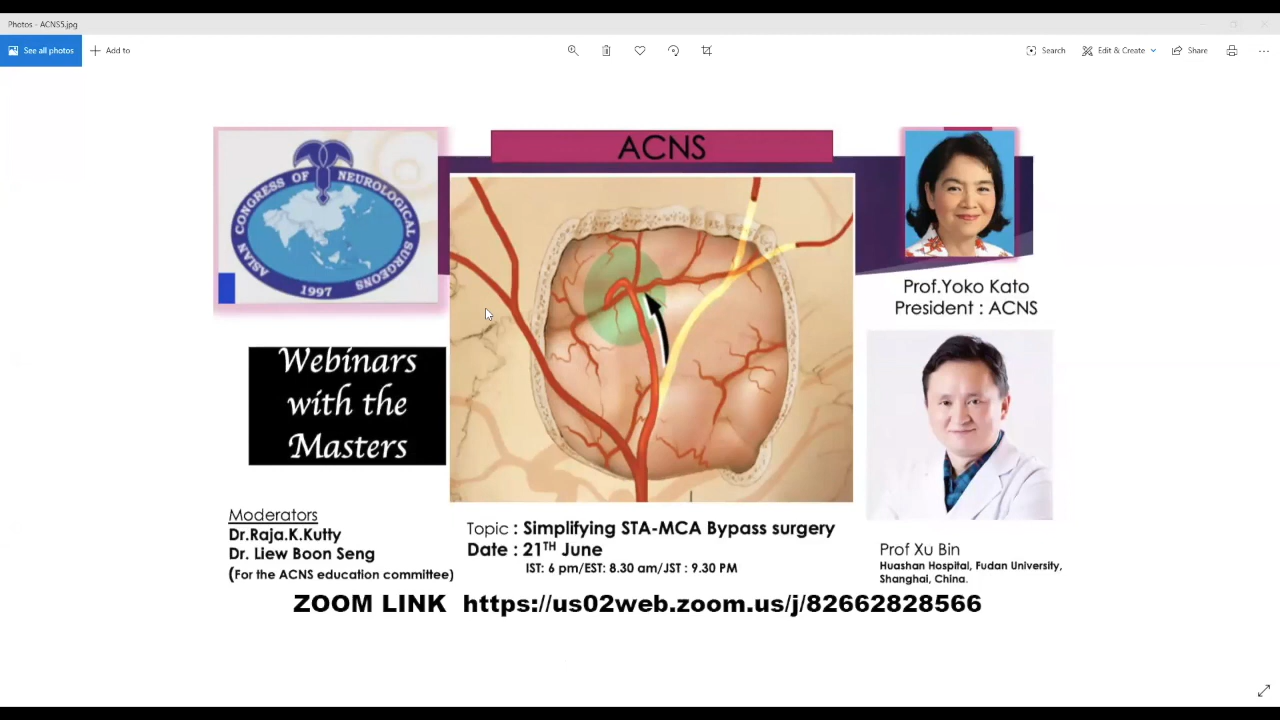 Photos - ACNS5.jpg
See all photos
Add to
Search
Edit & Create
Share
ACNS
ASIAN CONGRESS OF NEUROLOGICAL SURGEONS
1997
Prof.Yoko Kato
President : ACNS
Webinars
with the
Masters
Moderators
Dr.Raja.K.Kutty
Dr. Liew Boon Seng
(For the ACNS education committee)
Topic : Simplifying STA-MCA Bypass surgery
Date : 21TH June
IST: 6 pm/EST: 8.30 am/JST : 9.30 PM
Prof Xu Bin
Huashan Hospital, Fudan University,
Shanghai, China.
ZOOM LINK https://us02web.zoom.us/j/82662828566